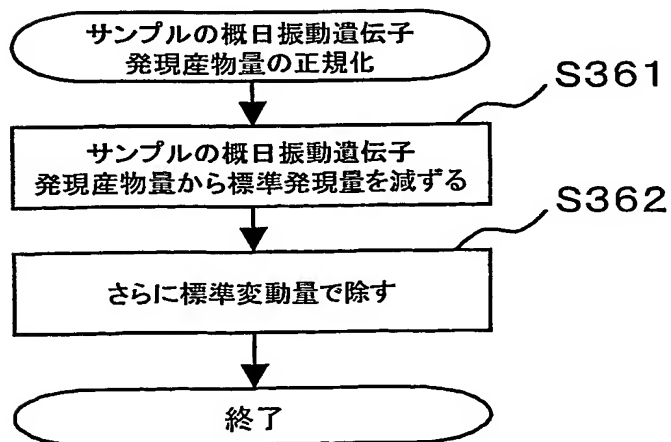 サンプルの概日振動遺伝子
発現産物量の正規化
S361
サンプルの概日振動遺伝子
発現産物量から標準発現量を減ずる
S362
さらに標準変動量で除す
終了